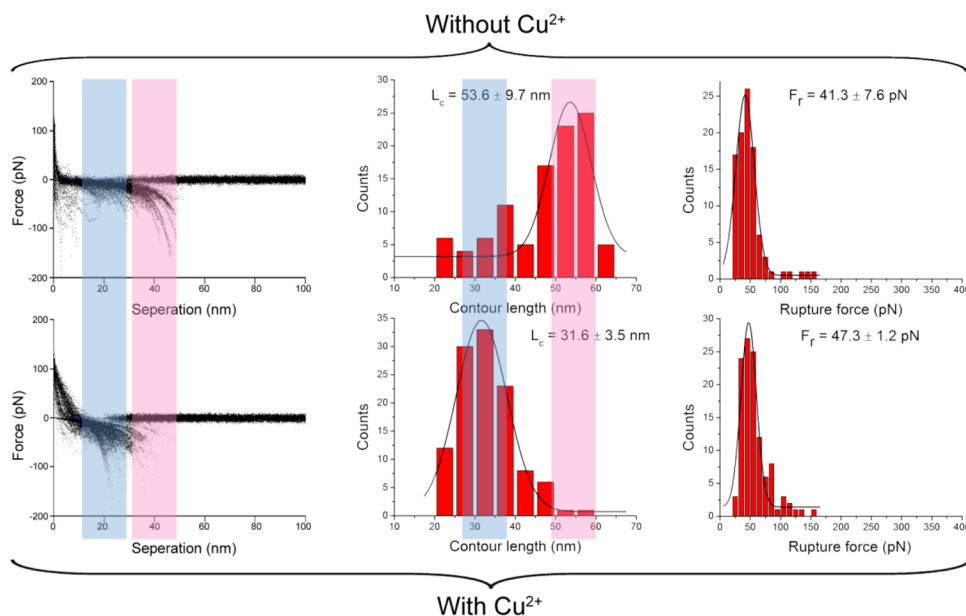 Without Cu²⁺
200
100
0
-100
-200
0 20 40 60 80 100
Force (pN)
Seperation (nm)
30
25
20
15
10
5
0
10 20 30 40 50 60 70
Counts
Contour length (nm)
L_c = 53.6 ± 9.7 nm
30
25
20
15
10
5
0
0 50 100 150 200 250 300 350 400
Counts
Rupture force (pN)
F_r = 41.3 ± 7.6 pN
200
100
0
-100
-200
0 20 40 60 80 100
Force (pN)
Seperation (nm)
35
30
25
20
15
10
5
0
10 20 30 40 50 60 70
Counts
Contour length (nm)
L_c = 31.6 ± 3.5 nm
30
25
20
15
10
5
0
0 50 100 150 200 250 300 350 400
Counts
Rupture force (pN)
F_r = 47.3 ± 1.2 pN
With Cu²⁺